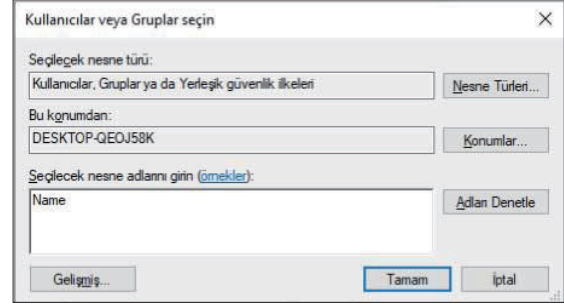 Kullanıcılar veya Gruplar seçin
Seçilecek nesne türü:
Kullanıcılar, Gruplar ya da Yerleşik güvenlik ilkeleri
Nesne Türleri...
Bu konumdan:
DESKTOP-QEOJ58K
Konumlar...
Seçilecek nesne adlarını girin (örnekler):
Name
Adları Denetle
Gelişmiş...
Tamam
İptal